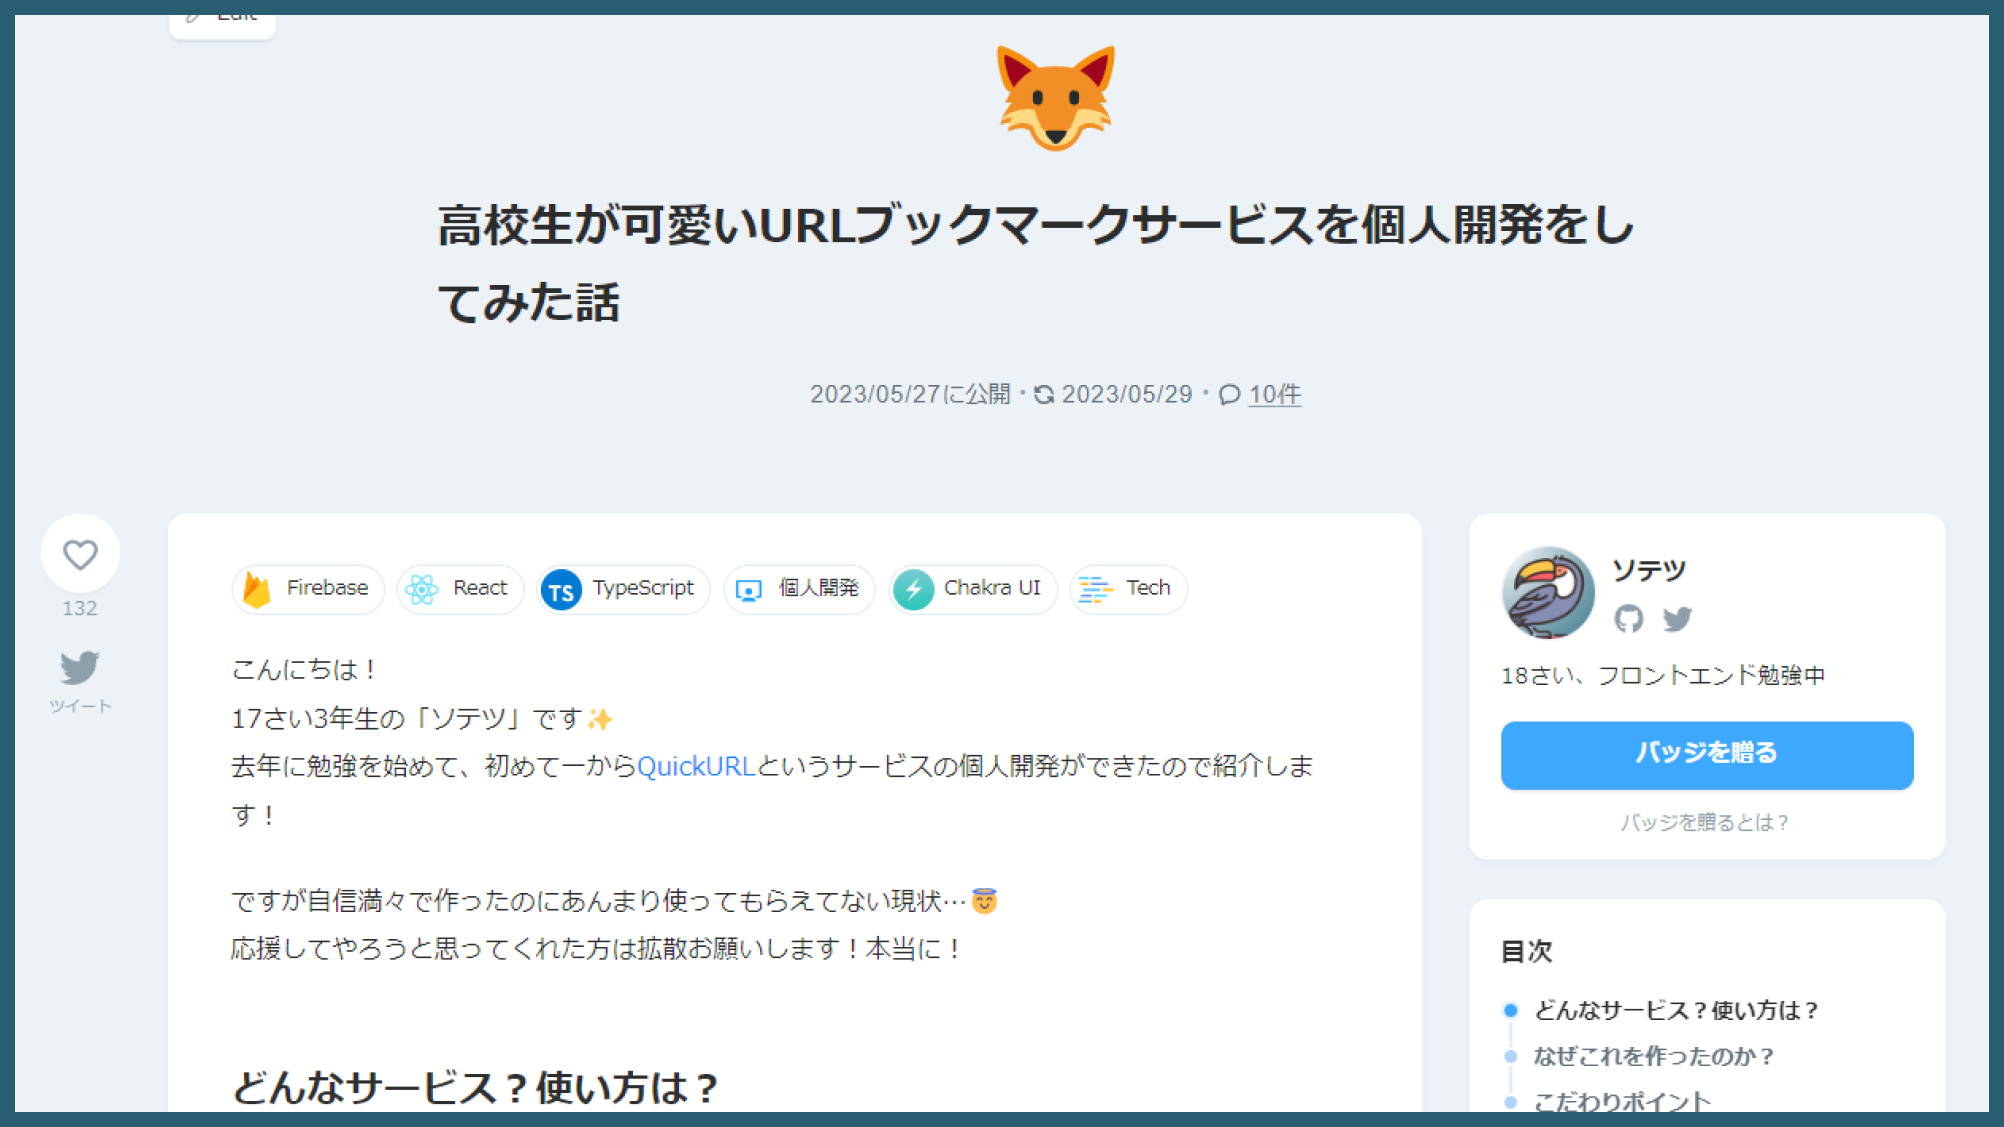 Edit
高校生が可愛いURLブックマークサービスを個人開発をし
てみた話
2023/05/27に公開・2023/05/29・10件
132
ツイート
Firebase React TypeScript 個人開発 Chakra UI Tech
TS
こんにちは！
17さい3年生の「ソテツ」です✨
去年に勉強を始めて、初めて一からQuickURLというサービスの個人開発ができたので紹介しま
す！
ですが自信満々で作ったのにあんまり使ってもらえてない現状…😇
応援してやろうと思ってくれた方は拡散お願いします！本当に！
どんなサービス？使い方は？
ソテツ
18さい、フロントエンド勉強中
バッジを贈る
バッジを贈るとは？
目次
どんなサービス？使い方は？
なぜこれを作ったのか？
こだわりポイント